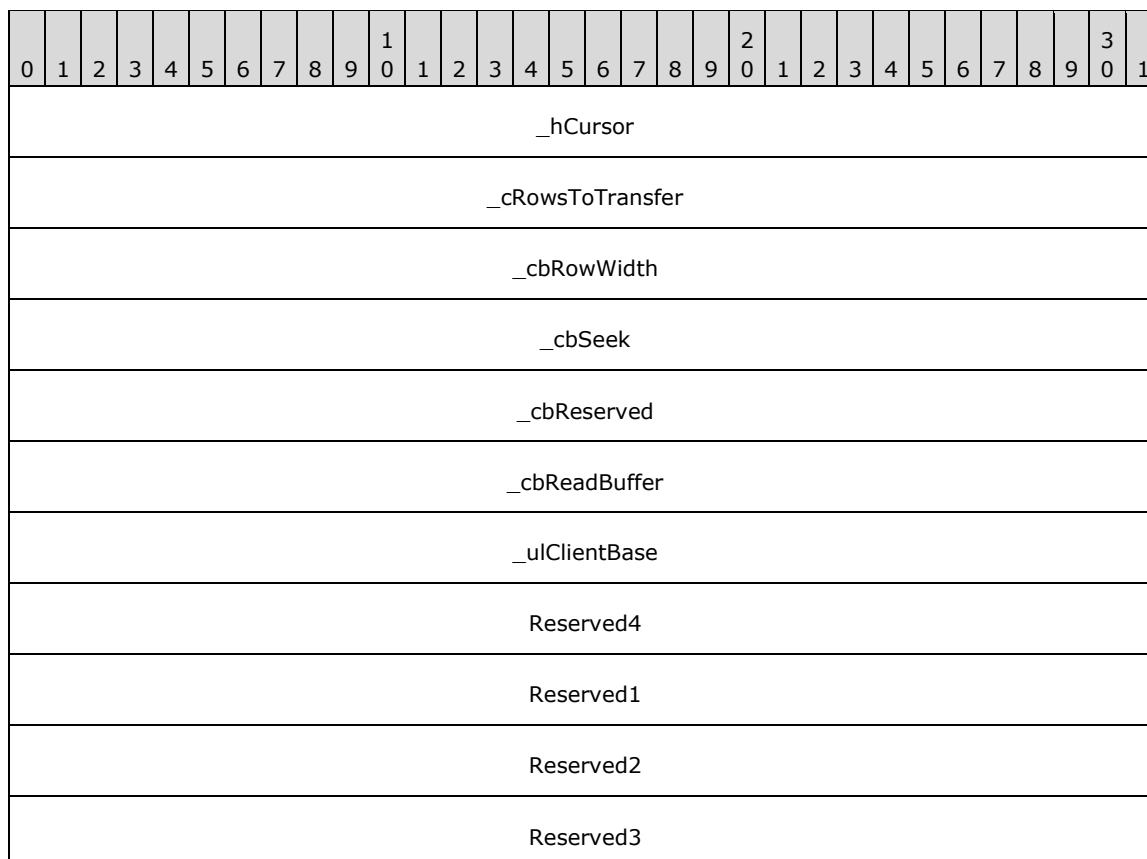 1 2 3
0 1 2 3 4 5 6 7 8 9 0 1 2 3 4 5 6 7 8 9 0 1 2 3 4 5 6 7 8 9 0 1
_hCursor
_cRowsToTransfer
_cbRowWidth
_cbSeek
_cbReserved
_cbReadBuffer
_ulClientBase
Reserved4
Reserved1
Reserved2
Reserved3